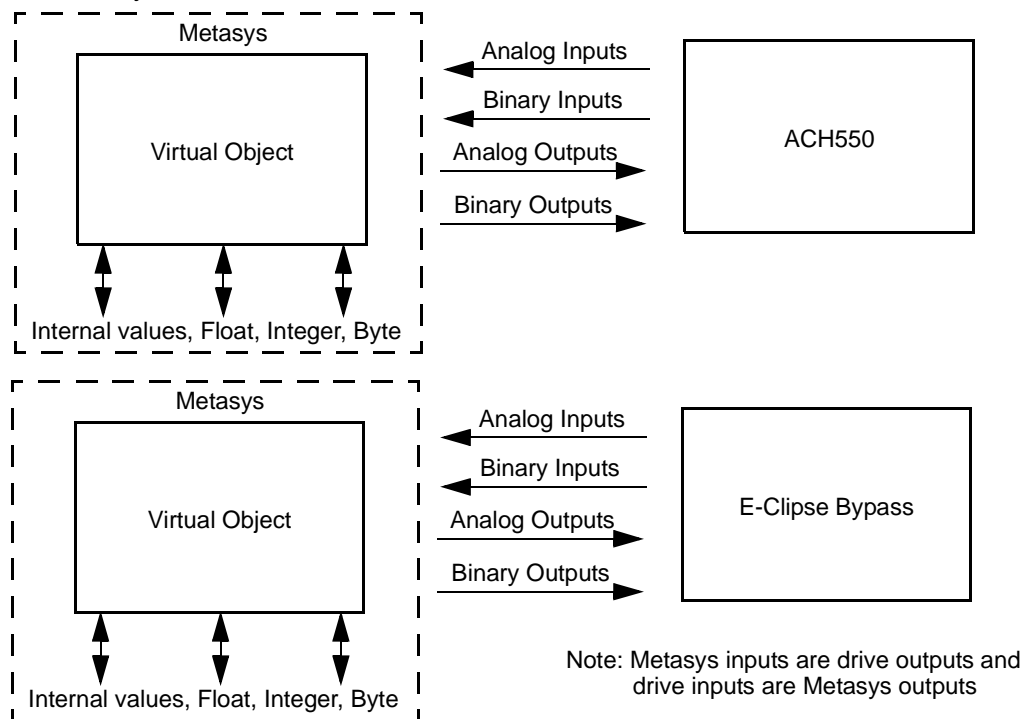 Metasys
Virtual Object
Internal values, Float, Integer, Byte
Analog Inputs
Binary Inputs
Analog Outputs
Binary Outputs
ACH550
Metasys
Virtual Object
Internal values, Float, Integer, Byte
Analog Inputs
Binary Inputs
Analog Outputs
Binary Outputs
E-Clipse Bypass
Note: Metasys inputs are drive outputs and
drive inputs are Metasys outputs